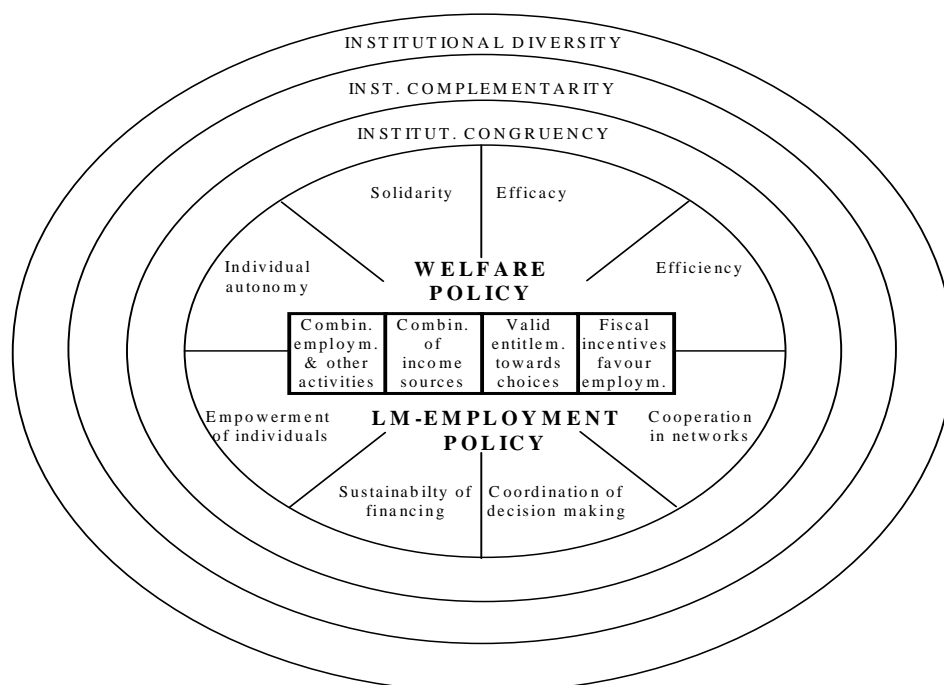 INSTITUTIONAL DIVERSITY
INST. COMPLEMENTARITY
INSTITUT. CONGRUENCY
Solidarity
Efficacy
Individual
autonomy
Efficiency
WELFARE
POLICY
Combin.
employm.
& other
activities
Combin.
of
income
sources
Valid
entitlem.
towards
choices
Fiscal
incentives
favour
employm.
Empowerment
of individuals
LM-EMPLOYMENT
POLICY
Cooperation
in networks
Sustainabilty of
financing
Coordination of
decision making